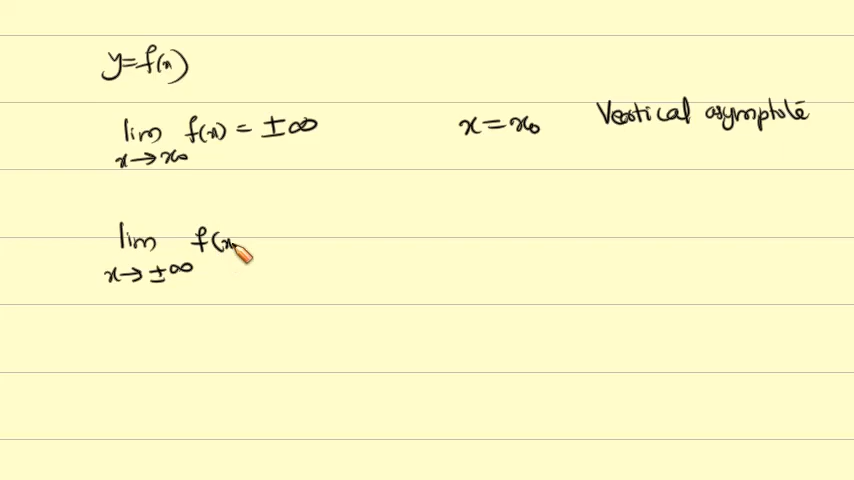 y=f(x)
lim f(x) = ±∞ x = x₀ Vertical asymptote
x→x₀
lim f(x
x→ ±∞